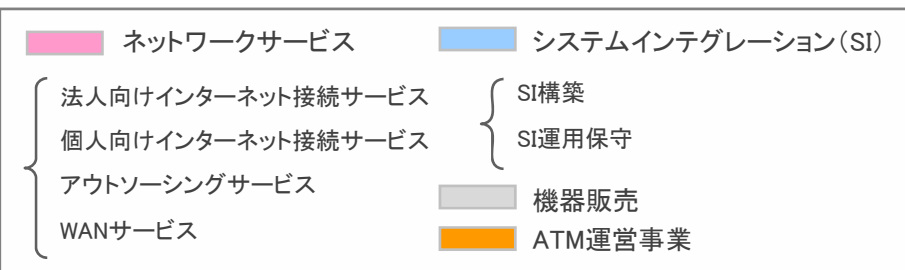 ネットワークサービス
法人向けインターネット接続サービス
個人向けインターネット接続サービス
アウトソーシングサービス
WANサービス
システムインテグレーション(SI)
SI構築
SI運用保守
機器販売
ATM運営事業